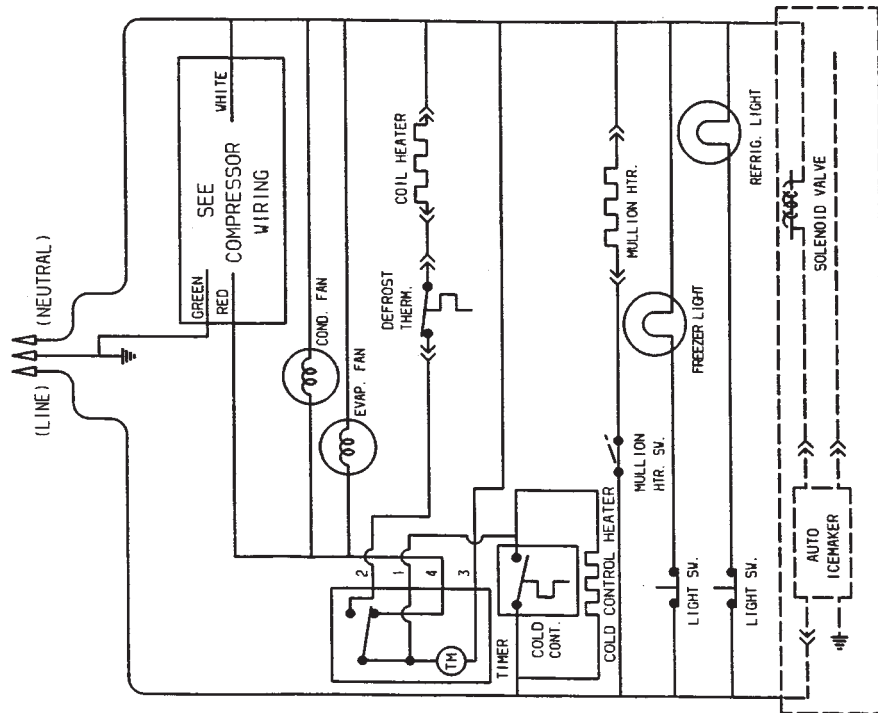 (LINE)
(NEUTRAL)
GREEN
RED
WHITE
SEE
COMPRESSOR
WIRING
COND. FAN
EVAP. FAN
DEFROST
THERM.
COIL HEATER
2
1
4
3
TM
TIMER
COLD
CONT.
COLD CONTROL HEATER
MULLION
HTR. SW.
MULLION HTR.
LIGHT SW.
FREEZER LIGHT
LIGHT SW.
REFRIG. LIGHT
AUTO
ICEMAKER
SOLENOID VALVE